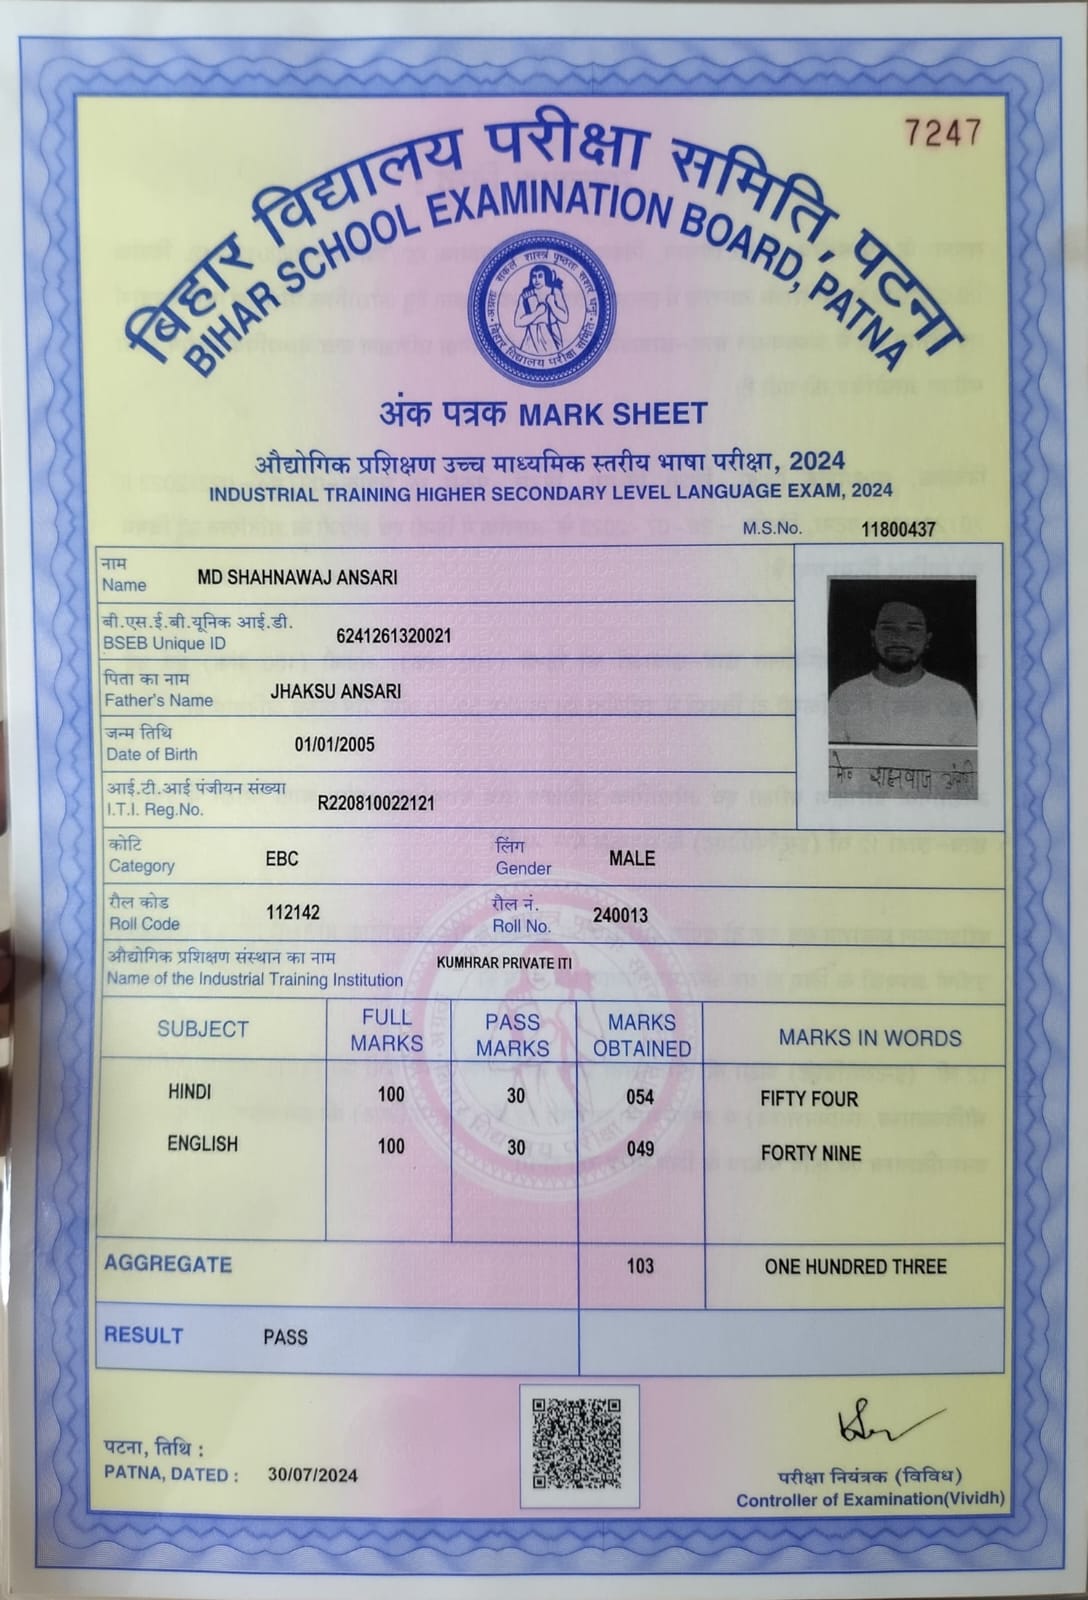 7247
बिहार विद्यालय परीक्षा समिति, पटना
BIHAR SCHOOL EXAMINATION BOARD, PATNA
अंक पत्रक MARK SHEET
औद्योगिक प्रशिक्षण उच्च माध्यमिक स्तरीय भाषा परीक्षा, 2024
INDUSTRIAL TRAINING HIGHER SECONDARY LEVEL LANGUAGE EXAM, 2024
M.S.No. 11800437
नाम
Name MD SHAHNAWAJ ANSARI
बी.एस.ई.बी.यूनिक आई.डी.
BSEB Unique ID 6241261320021
पिता का नाम
Father's Name JHAKSU ANSARI
जन्म तिथि
Date of Birth 01/01/2005
आई.टी.आई पंजीयन संख्या
I.T.I. Reg.No. R220810022121
कोटि लिंग
Category EBC Gender MALE
रौल कोड रौल नं.
Roll Code 112142 Roll No. 240013
औद्योगिक प्रशिक्षण संस्थान का नाम
Name of the Industrial Training Institution KUMHRAR PRIVATE ITI
SUBJECT FULL MARKS PASS MARKS MARKS OBTAINED MARKS IN WORDS
HINDI 100 30 054 FIFTY FOUR
ENGLISH 100 30 049 FORTY NINE
AGGREGATE 103 ONE HUNDRED THREE
RESULT PASS
पटना, तिथि :
PATNA, DATED : 30/07/2024
परीक्षा नियंत्रक (विविध)
Controller of Examination(Vividh)